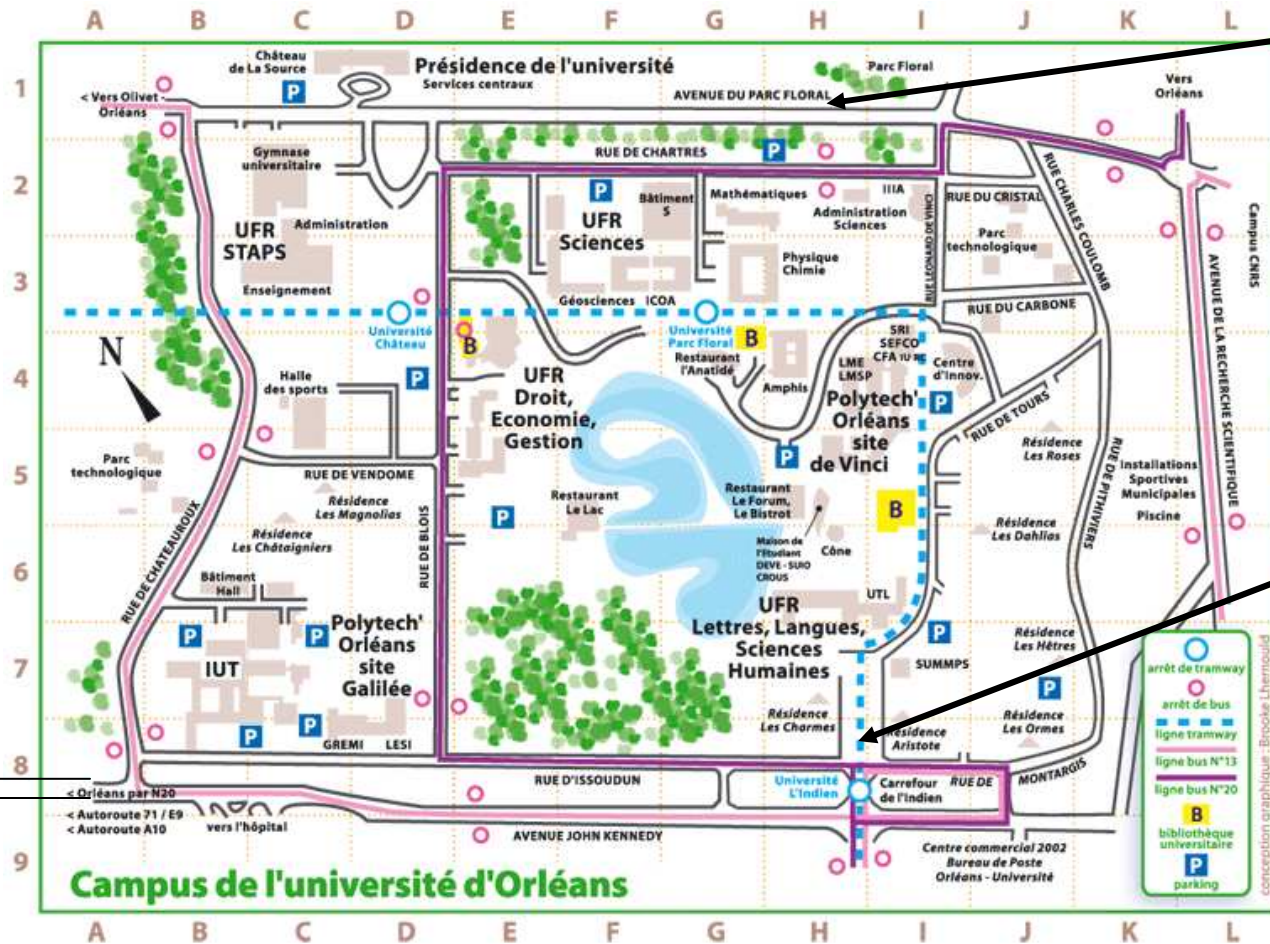 A B C D E F G H I J K L
1
2
3
4
5
6
7
8
9
Château
de La Source
P
Présidence de l'université
Services centraux
Parc Floral
AVENUE DU PARC FLORAL
Vers
Orléans
< Vers Olivet
Orléans
Gymnase
universitaire
RUE DE CHARTRES
P
P
UFR
STAPS
Administration
Enseignement
UFR
Sciences
Bâtiment
S
Mathématiques
IIIA
Administration
Sciences
RUE LEONARD DE VINCI
RUE DU CRISTAL
Parc
technologique
RUE CHARLES COULOMB
Campus CNRS
Physique
Chimie
Géosciences ICOA
RUE DU CARBONE
AVENUE DE LA RECHERCHE SCIENTIFIQUE
N
Université
Château
B
Université
Parc Floral
B
Restaurant
l'Anatidé
Amphis
SRI
SEFCO
CFA
LME
LMSP
Centre
d'Innov.
P
Halle
des sports
P
UFR
Droit,
Economie,
Gestion
Polytech'
Orléans
site
de Vinci
P
RUE DE TOURS
Résidence
Les Roses
RUE DE PITHIVIERS
Parc
technologique
RUE DE VENDOME
Résidence
Les Magnolias
Résidence
Les Châtaigniers
RUE DE BLOIS
P
Restaurant
Le Lac
Restaurant
Le Forum,
Le Bistrot
B
Maison de
l'Etudiant
DEVE - SUIO
CROUS
Cône
Résidence
Les Dahlias
Installations
Sportives
Municipales
Piscine
RUE DE CHATEAUROUX
Bâtiment
Hall
P
P
IUT
Polytech'
Orléans
site
Galilée
P
P
GREMI LESI
UFR
Lettres, Langues,
Sciences
Humaines
UTL
P
SUMMPS
Résidence
Les Hêtres
P
Résidence
Les Charmes
Résidence
Aristote
Résidence
Les Ormes
RUE D'ISSOUDUN
Université
L'Indien
Carrefour
de l'Indien
RUE DE
MONTARGIS
< Orléans par N20
< Autoroute 71 / E9
< Autoroute A10
vers l'hôpital
AVENUE JOHN KENNEDY
Centre commercial 2002
Bureau de Poste
Orléans - Université
Campus de l'université d'Orléans
arrêt de tramway
arrêt de bus
ligne tramway
ligne bus N°13
ligne bus N°20
B
bibliothèque
universitaire
P
parking
conception graphique : Brooke Lhernould
A B C D E F G H I J K L